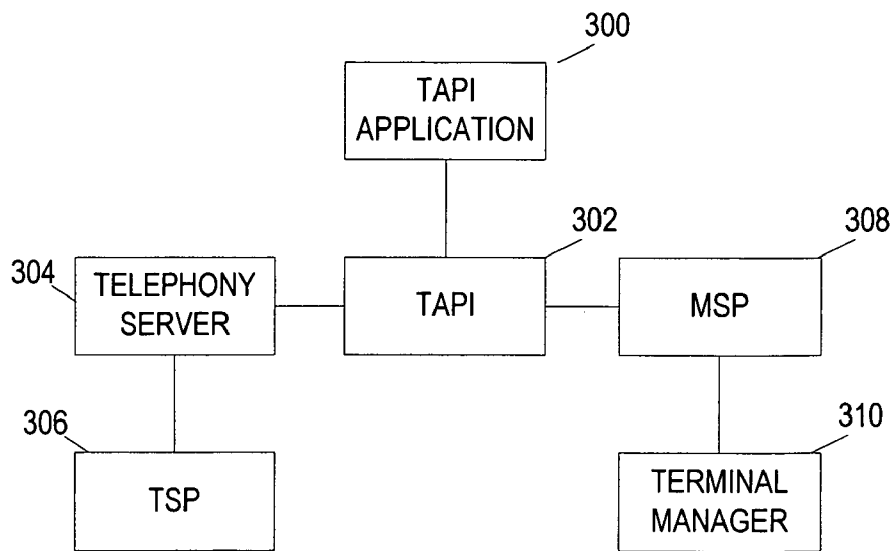 300
TAPI
APPLICATION
302
308
304
TELEPHONY
SERVER
TAPI
MSP
306
310
TSP
TERMINAL
MANAGER